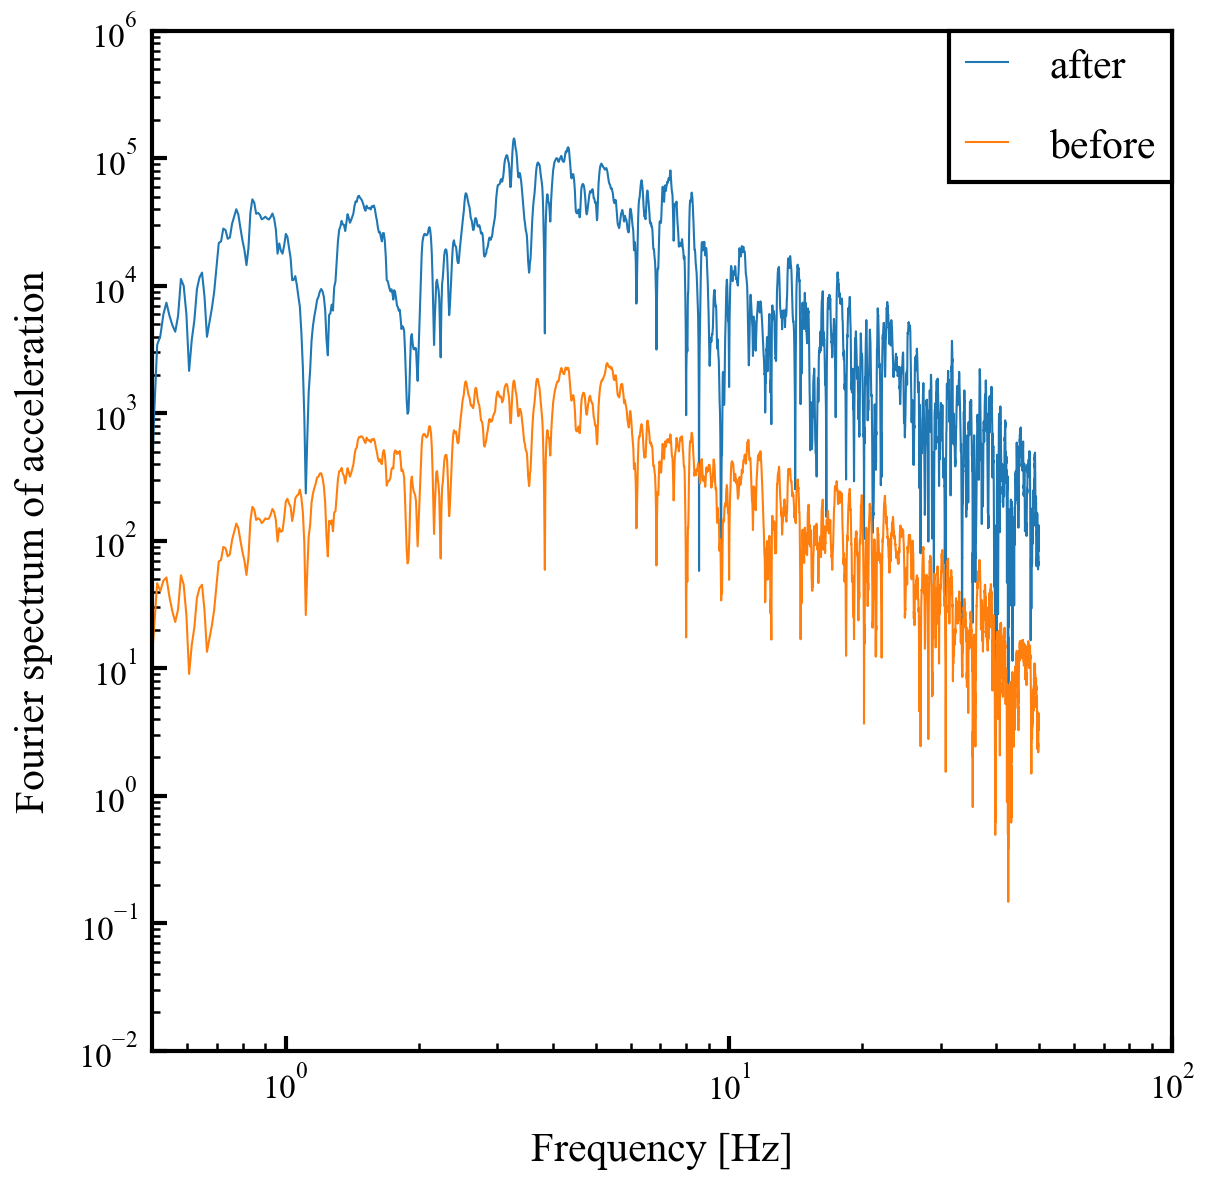 10^6
10^5
10^4
10^3
10^2
10^1
10^0
10^−1
10^−2
Fourier spectrum of acceleration
after
before
10^0 10^1 10^2
Frequency [Hz]